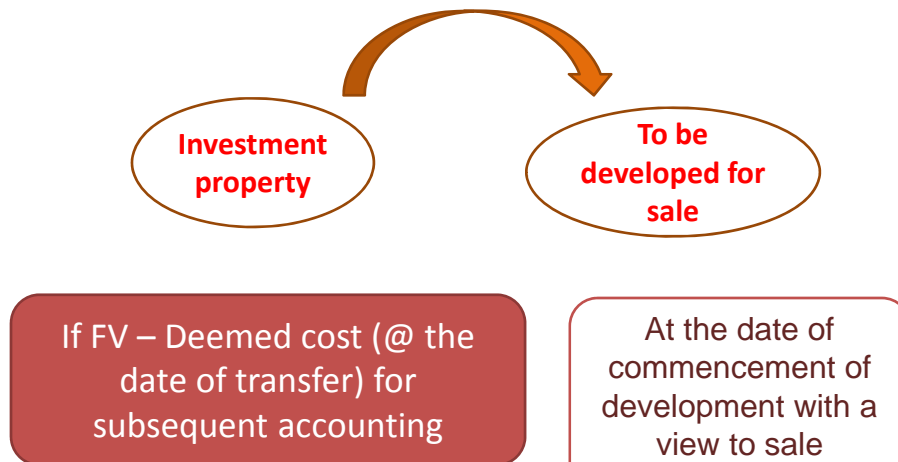 Investment
property
To be
developed for
sale
If FV – Deemed cost (@ the
date of transfer) for
subsequent accounting
At the date of
commencement of
development with a
view to sale